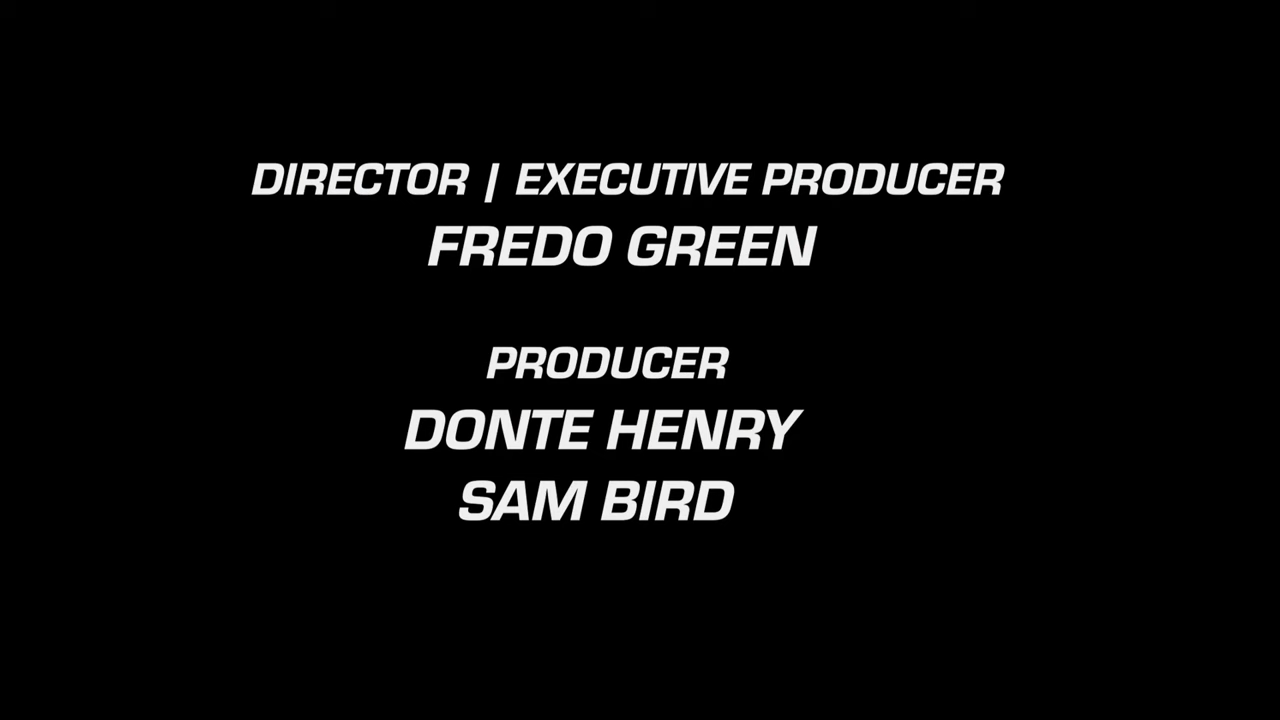 DIRECTOR | EXECUTIVE PRODUCER
FREDO GREEN
PRODUCER
DONTE HENRY
SAM BIRD